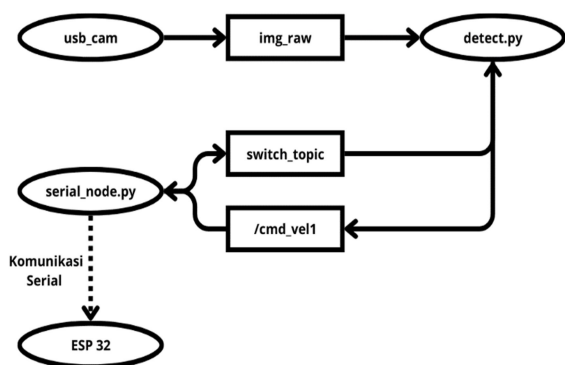 usb_cam
img_raw
detect.py
switch_topic
serial_node.py
/cmd_vel1
Komunikasi
Serial
ESP 32